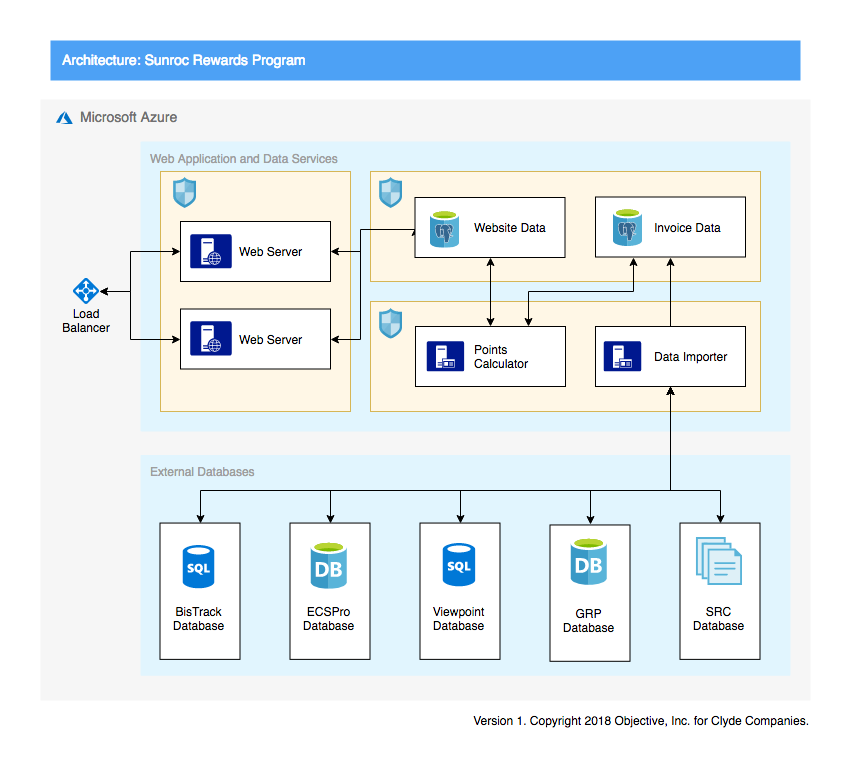 Architecture: Sunroc Rewards Program
Microsoft Azure
Web Application and Data Services
Website Data
Invoice Data
Web Server
Load
Balancer
Web Server
Points
Calculator
Data Importer
External Databases
SQL
DB
SQL
DB
BisTrack
Database
ECSPro
Database
Viewpoint
Database
GRP
Database
SRC
Database
Version 1. Copyright 2018 Objective, Inc. for Clyde Companies.